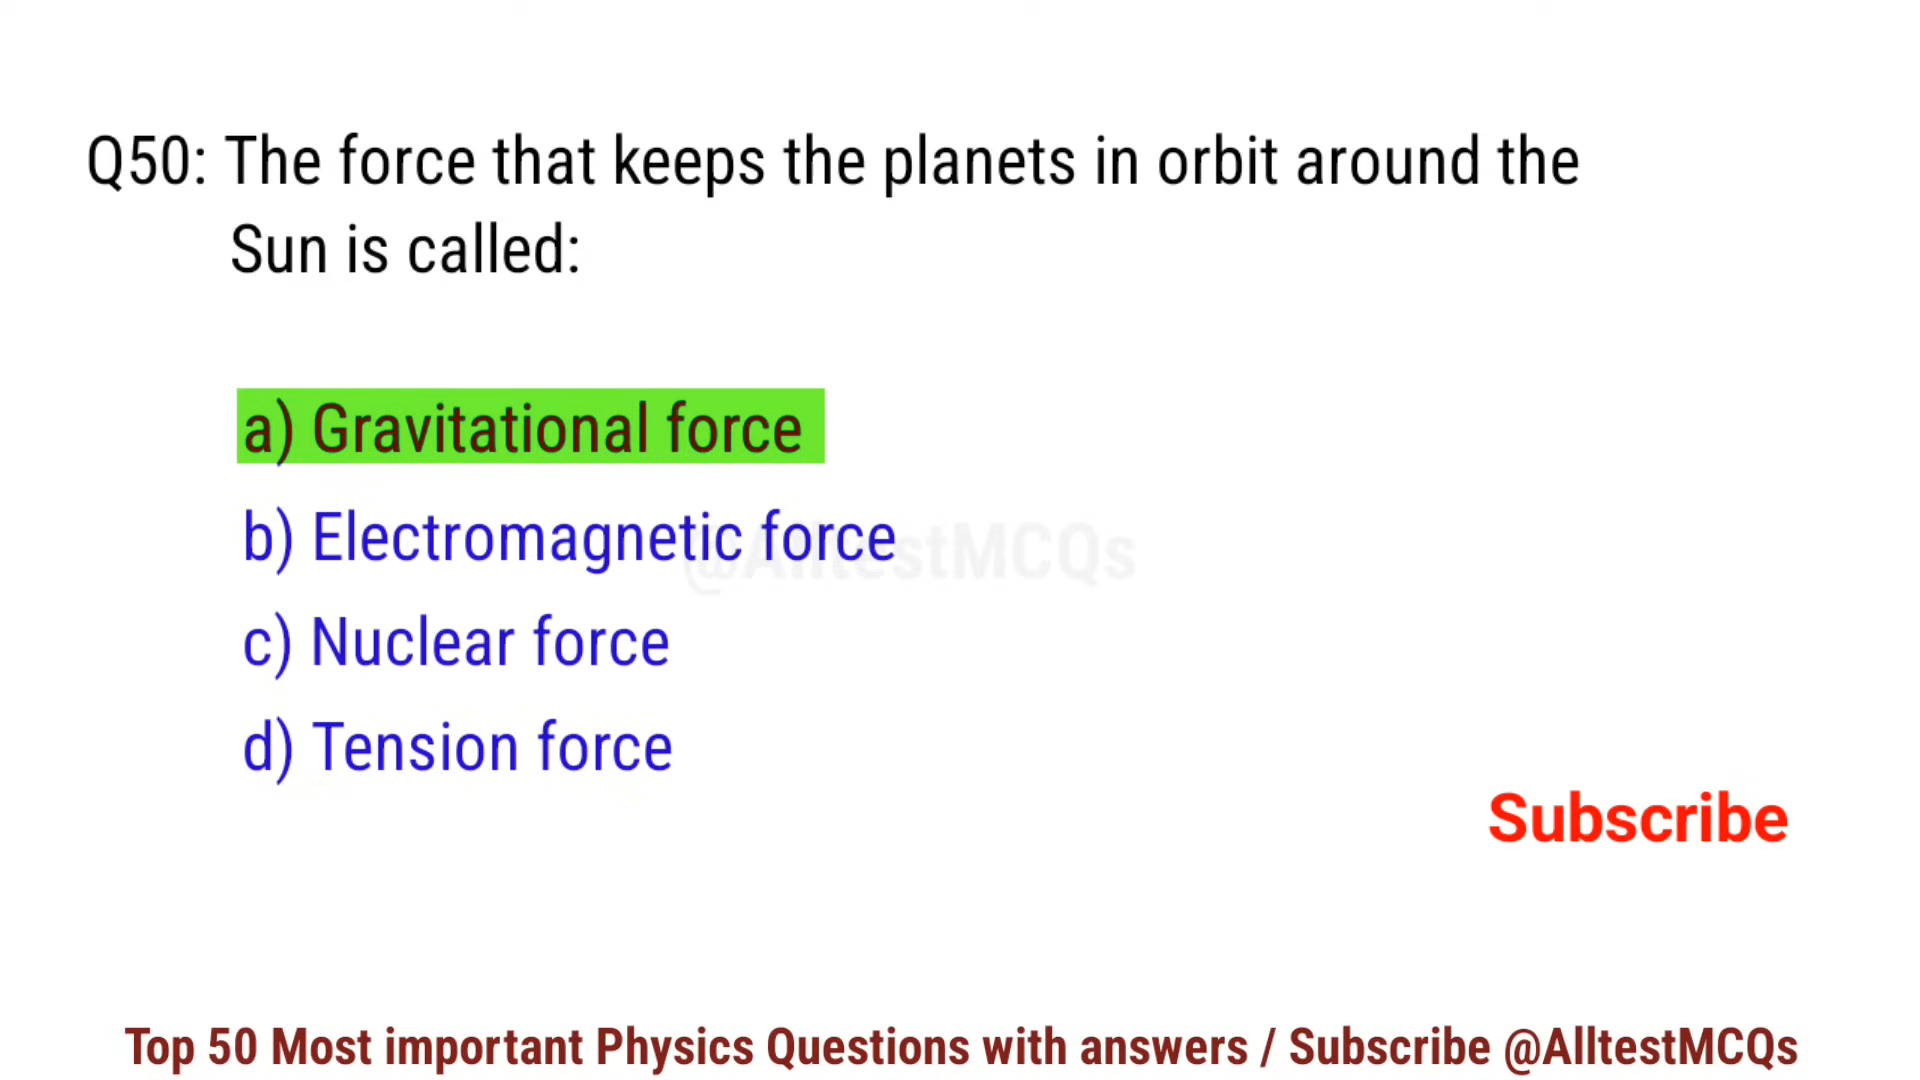 Q50: The force that keeps the planets in orbit around the
Sun is called:
a) Gravitational force
b) Electromagnetic force
@AlltestMCQs
c) Nuclear force
d) Tension force
Subscribe
Top 50 Most important Physics Questions with answers / Subscribe @AlltestMCQs